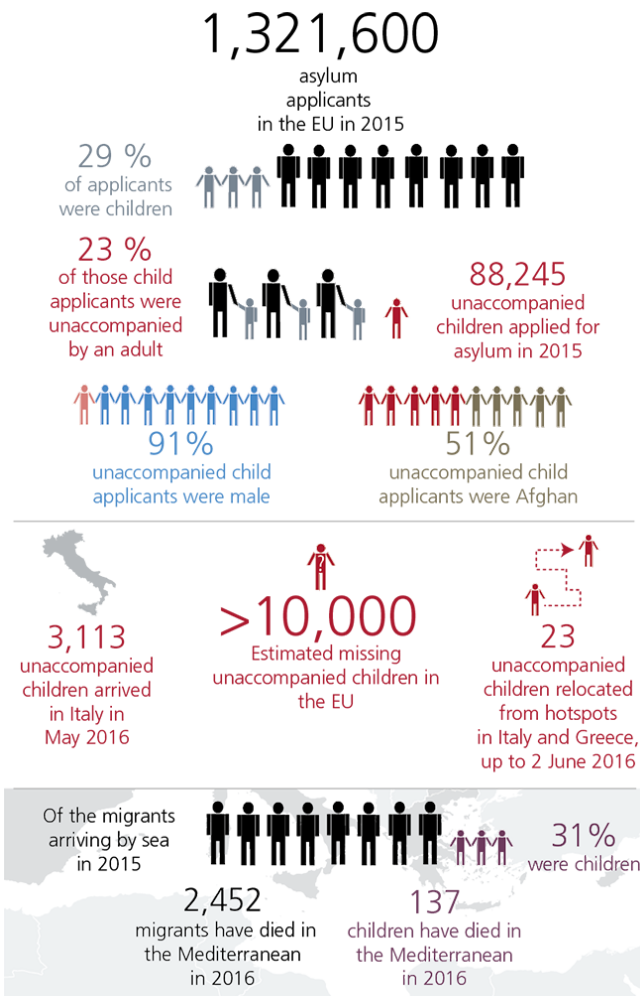 1,321,600
asylum
applicants
in the EU in 2015
29 %
of applicants
were children
23 %
of those child
applicants were
unaccompanied
by an adult
88,245
unaccompanied
children applied for
asylum in 2015
91%
unaccompanied child
applicants were male
51%
unaccompanied child
applicants were Afghan
3,113
unaccompanied
children arrived
in Italy in
May 2016
?
>10,000
Estimated missing
unaccompanied children in
the EU
23
unaccompanied
children relocated
from hotspots
in Italy and Greece,
up to 2 June 2016
Of the migrants
arriving by sea
in 2015
31%
were children
2,452
migrants have died in
the Mediterranean
in 2016
137
children have died in
the Mediterranean
in 2016